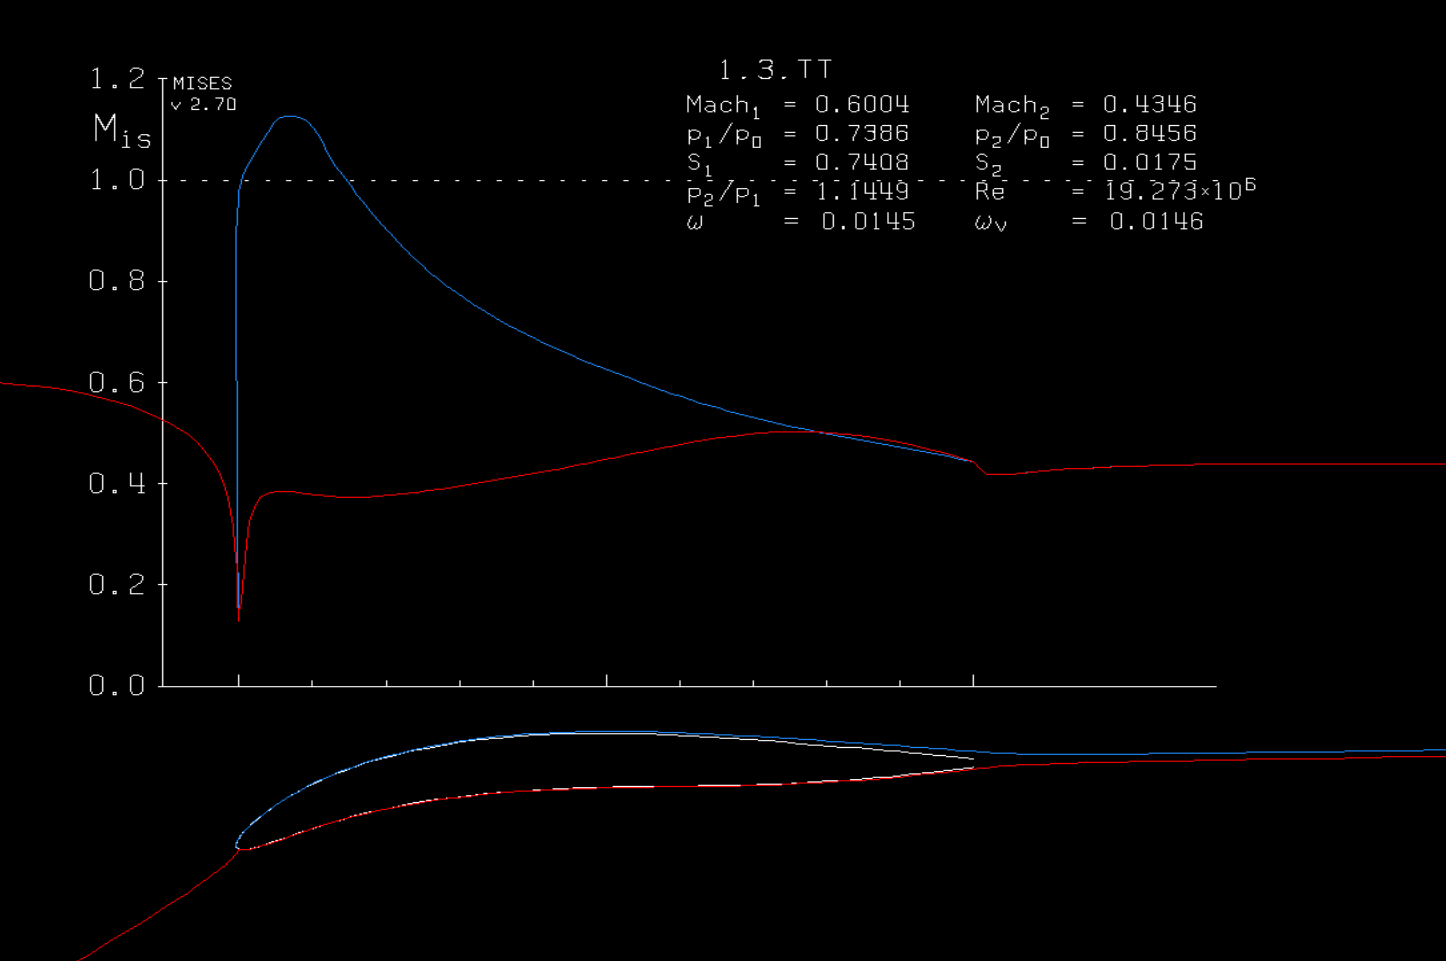 1.3.TT
1.2
MISES
v 2.70
Mis
Mach1 = 0.6004 Mach2 = 0.4346
p1/p0 = 0.7386 p2/p0 = 0.8456
S1 = 0.7408 S2 = 0.0175
1.0
p2/p1 = 1.1449 Re = 19.273×10^6
ω = 0.0145 ωv = 0.0146
0.8
0.6
0.4
0.2
0.0